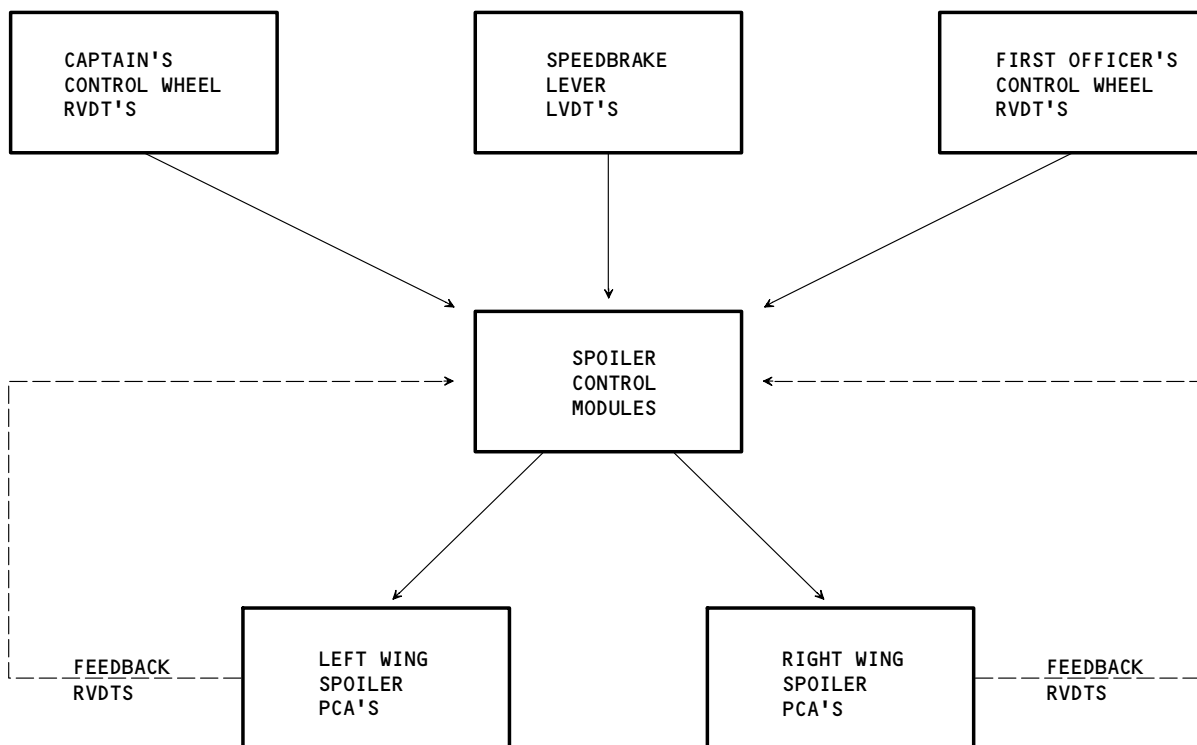 CAPTAIN'S
CONTROL WHEEL
RVDT'S
SPEEDBRAKE
LEVER
LVDT'S
FIRST OFFICER'S
CONTROL WHEEL
RVDT'S
SPOILER
CONTROL
MODULES
FEEDBACK
RVDTS
LEFT WING
SPOILER
PCA'S
RIGHT WING
SPOILER
PCA'S
FEEDBACK
RVDTS